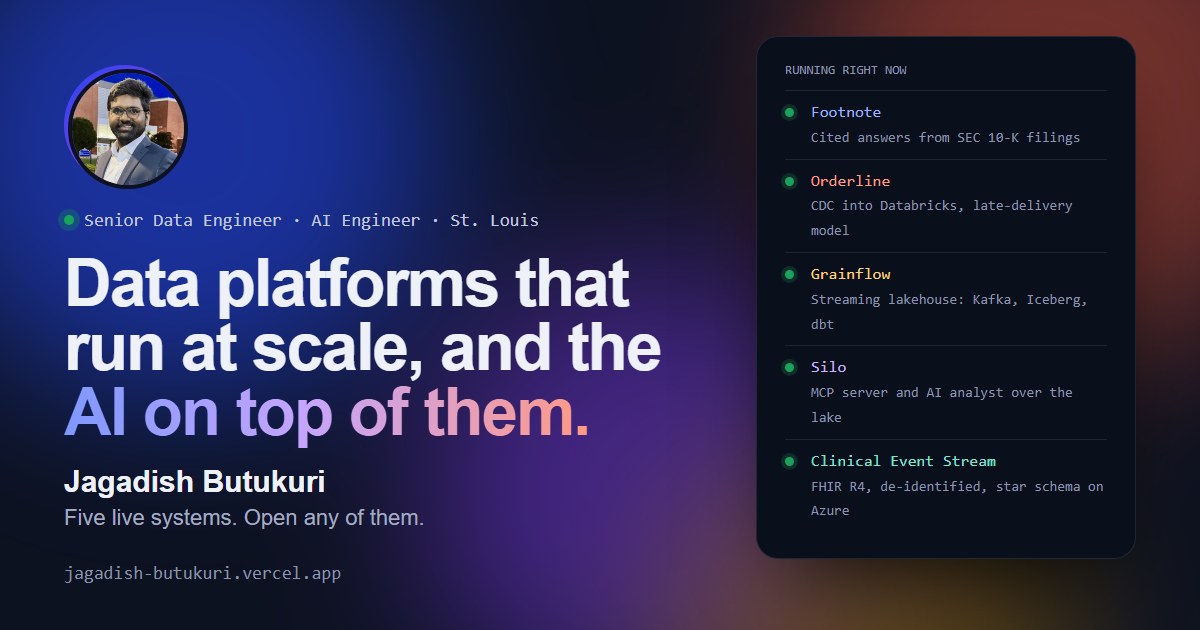 Senior Data Engineer · AI Engineer · St. Louis
Data platforms that
run at scale, and the
AI on top of them.
Jagadish Butukuri
Five live systems. Open any of them.
jagadish-butukuri.vercel.app
RUNNING RIGHT NOW
Footnote
Cited answers from SEC 10-K filings
Orderline
CDC into Databricks, late-delivery
model
Grainflow
Streaming lakehouse: Kafka, Iceberg,
dbt
Silo
MCP server and AI analyst over the
lake
Clinical Event Stream
FHIR R4, de-identified, star schema on
Azure